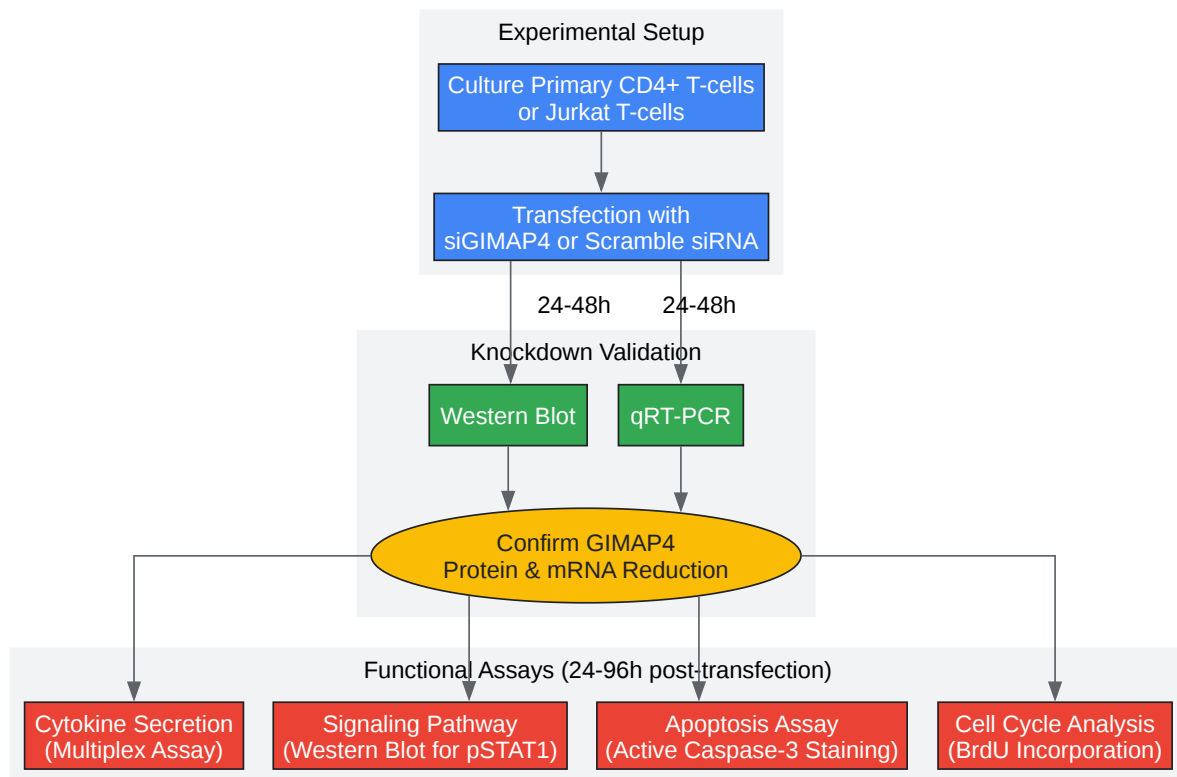 Experimental Setup
Culture Primary CD4+ T-cells
or Jurkat T-cells
Transfection with
siGIMAP4 or Scramble siRNA
24-48h
24-48h
Knockdown Validation
Western Blot
qRT-PCR
Confirm GIMAP4
Protein & mRNA Reduction
Functional Assays (24-96h post-transfection)
Cytokine Secretion
(Multiplex Assay)
Signaling Pathway
(Western Blot for pSTAT1)
Apoptosis Assay
(Active Caspase-3 Staining)
Cell Cycle Analysis
(BrdU Incorporation)